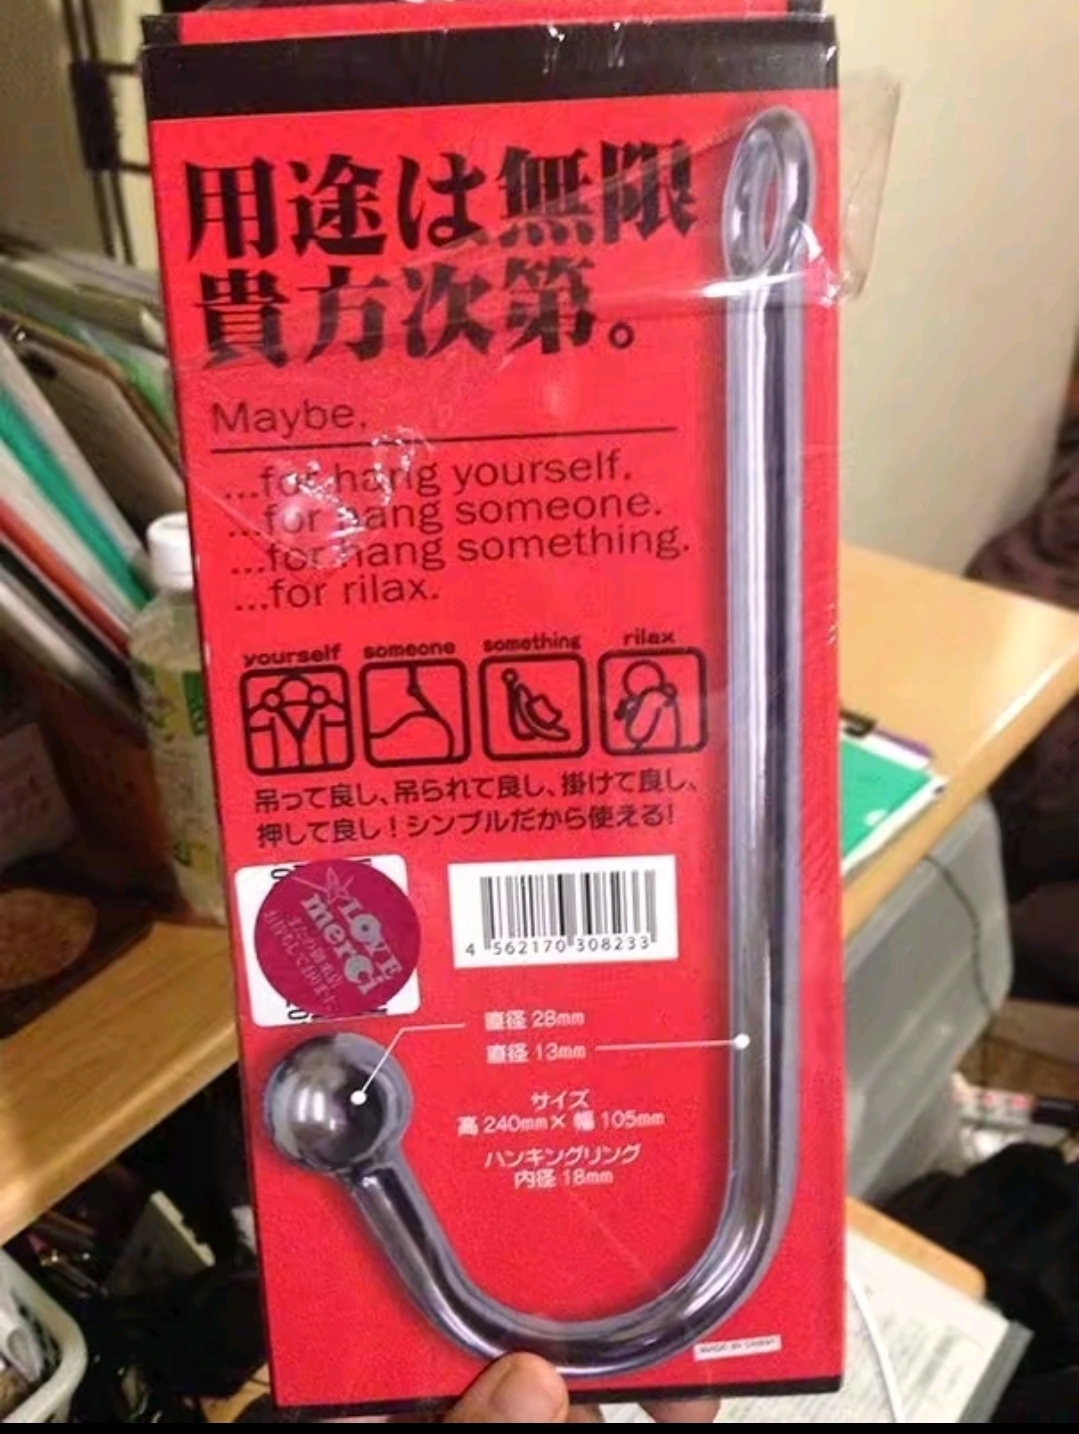 用途は無限
貴方次第。
Maybe,
...for hang yourself.
...for hang someone.
...for hang something.
...for rilax.
yourself someone something rilax
吊って良し、吊られて良し、掛けて良し、
押して良し！シンプルだから使える！
LOVE
merci
4 562170 308233
直径 28mm
直径 13mm
サイズ
高 240mm× 幅 105mm
ハンキングリング
内径 18mm